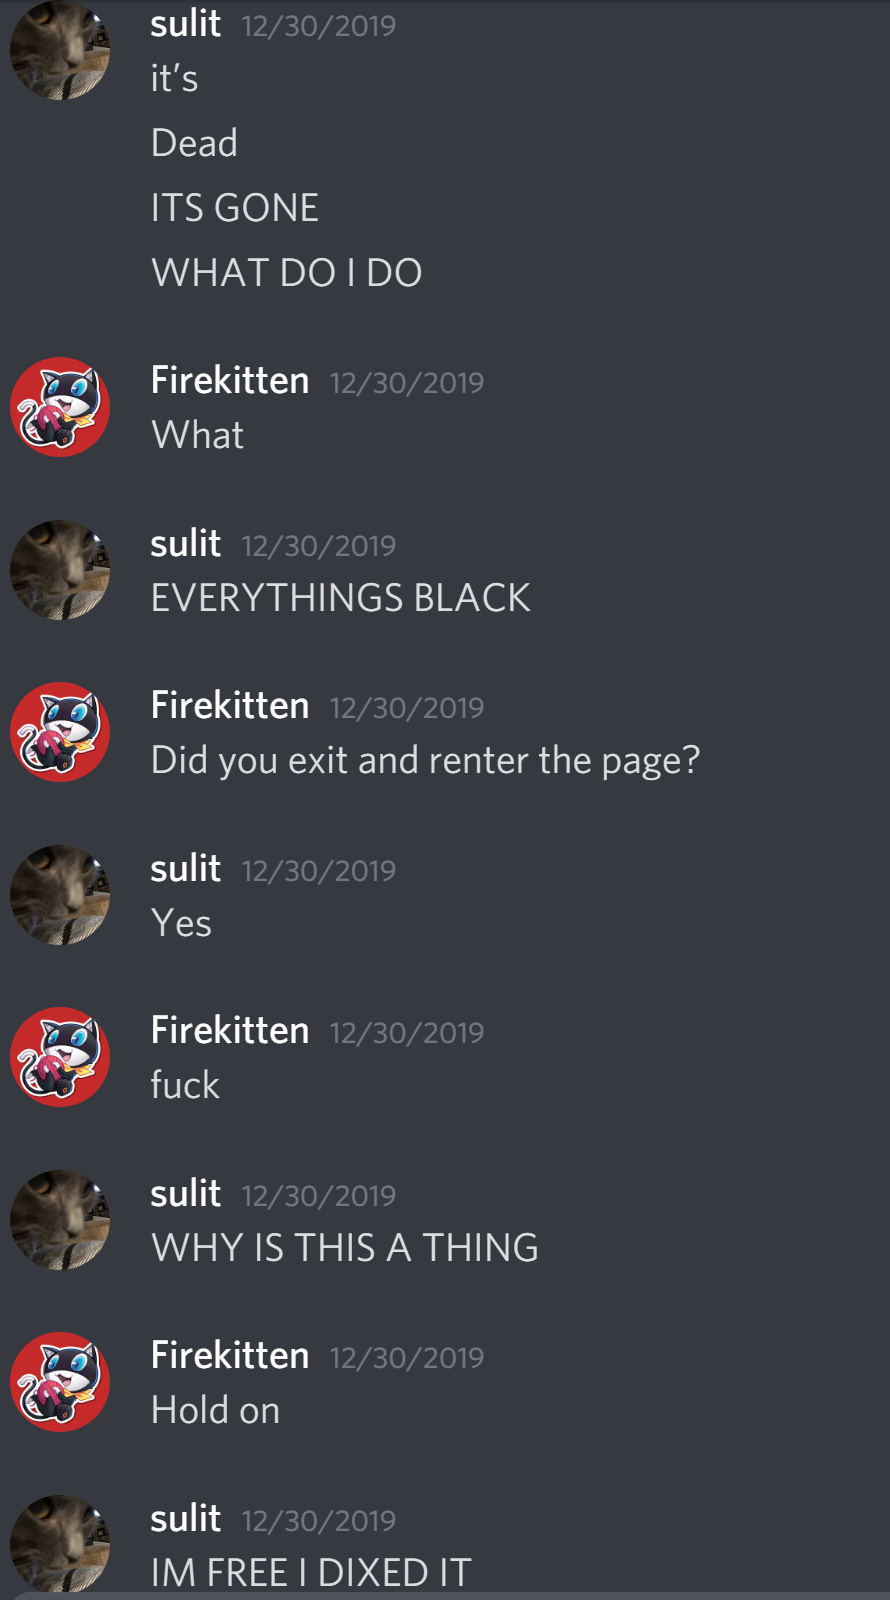 sulit 12/30/2019
it’s
Dead
ITS GONE
WHAT DO I DO
Firekitten 12/30/2019
What
sulit 12/30/2019
EVERYTHINGS BLACK
Firekitten 12/30/2019
Did you exit and renter the page?
sulit 12/30/2019
Yes
Firekitten 12/30/2019
fuck
sulit 12/30/2019
WHY IS THIS A THING
Firekitten 12/30/2019
Hold on
sulit 12/30/2019
IM FREE I DIXED IT